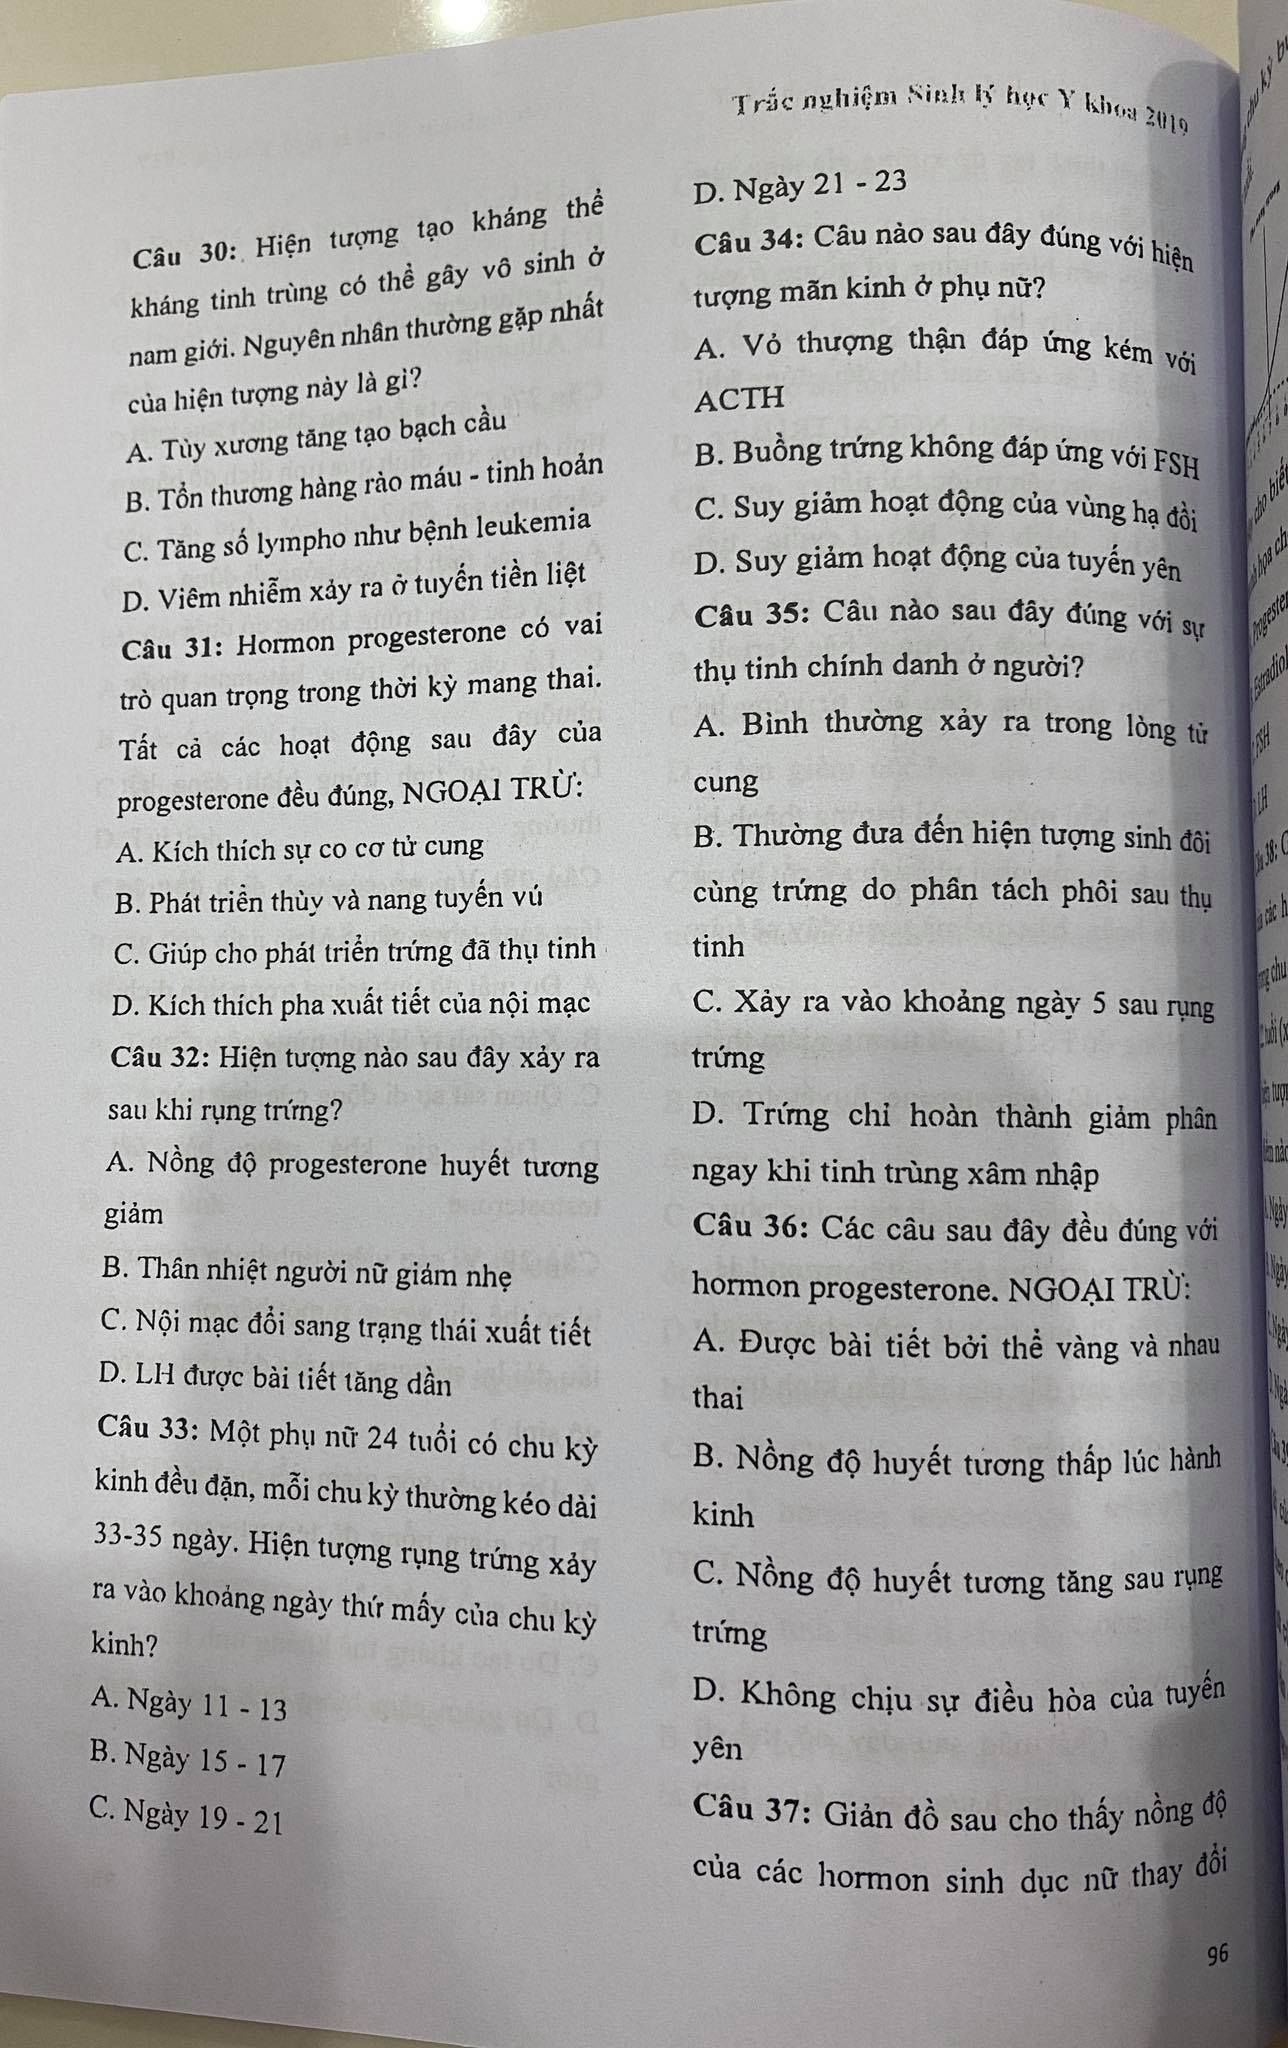 Trắc nghiệm Sinh lý học Y khoa 2019
Câu 30: Hiện tượng tạo kháng thể
kháng tinh trùng có thể gây vô sinh ở
nam giới. Nguyên nhân thường gặp nhất
của hiện tượng này là gì?
A. Tủy xương tăng tạo bạch cầu
B. Tổn thương hàng rào máu - tinh hoàn
C. Tăng số lympho như bệnh leukemia
D. Viêm nhiễm xảy ra ở tuyến tiền liệt
Câu 31: Hormon progesterone có vai
trò quan trọng trong thời kỳ mang thai.
Tất cả các hoạt động sau đây của
progesterone đều đúng, NGOẠI TRỪ:
A. Kích thích sự co cơ tử cung
B. Phát triển thùy và nang tuyến vú
C. Giúp cho phát triển trứng đã thụ tinh
D. Kích thích pha xuất tiết của nội mạc
Câu 32: Hiện tượng nào sau đây xảy ra
sau khi rụng trứng?
A. Nồng độ progesterone huyết tương
giảm
B. Thân nhiệt người nữ giảm nhẹ
C. Nội mạc đổi sang trạng thái xuất tiết
D. LH được bài tiết tăng dần
Câu 33: Một phụ nữ 24 tuổi có chu kỳ
kinh đều đặn, mỗi chu kỳ thường kéo dài
33-35 ngày. Hiện tượng rụng trứng xảy
ra vào khoảng ngày thứ mấy của chu kỳ
kinh?
A. Ngày 11 - 13
B. Ngày 15 - 17
C. Ngày 19 - 21
D. Ngày 21 - 23
Câu 34: Câu nào sau đây đúng với hiện
tượng mãn kinh ở phụ nữ?
A. Vỏ thượng thận đáp ứng kém với
ACTH
B. Buồng trứng không đáp ứng với FSH
C. Suy giảm hoạt động của vùng hạ đồi
D. Suy giảm hoạt động của tuyến yên
Câu 35: Câu nào sau đây đúng với sự
thụ tinh chính danh ở người?
A. Bình thường xảy ra trong lòng tử
cung
B. Thường đưa đến hiện tượng sinh đôi
cùng trứng do phân tách phôi sau thụ
tinh
C. Xảy ra vào khoảng ngày 5 sau rụng
trứng
D. Trứng chỉ hoàn thành giảm phân
ngay khi tinh trùng xâm nhập
Câu 36: Các câu sau đây đều đúng với
hormon progesterone. NGOẠI TRỪ:
A. Được bài tiết bởi thể vàng và nhau
thai
B. Nồng độ huyết tương thấp lúc hành
kinh
C. Nồng độ huyết tương tăng sau rụng
trứng
D. Không chịu sự điều hòa của tuyến
yên
Câu 37: Giản đồ sau cho thấy nồng độ
của các hormon sinh dục nữ thay đổi
96